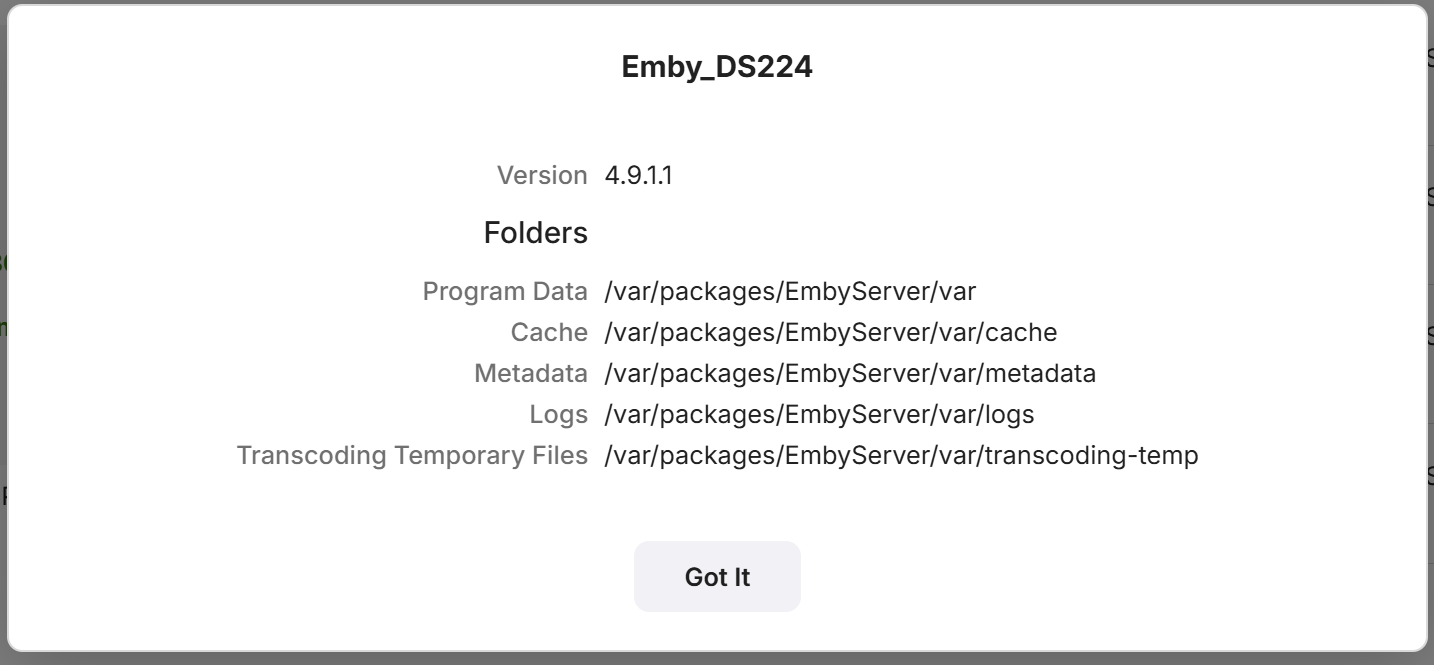 Emby_DS224
Version 4.9.1.1
Folders
Program Data /var/packages/EmbyServer/var
Cache /var/packages/EmbyServer/var/cache
Metadata /var/packages/EmbyServer/var/metadata
Logs /var/packages/EmbyServer/var/logs
Transcoding Temporary Files /var/packages/EmbyServer/var/transcoding-temp
Got It